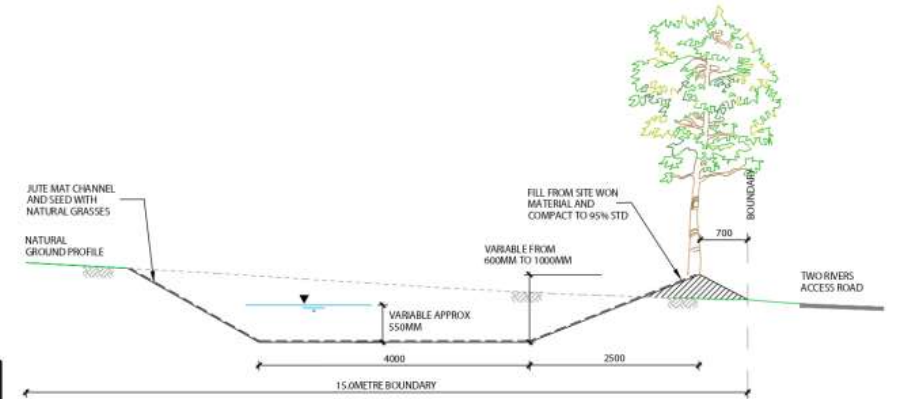 JUTE MAT CHANNEL
AND SEED WITH
NATURAL GRASSES
NATURAL
GROUND PROFILE
VARIABLE APPROX
550MM
VARIABLE FROM
600MM TO 1000MM
FILL FROM SITE WON
MATERIAL AND
COMPACT TO 95% STD
BOUNDARY
700
TWO RIVERS
ACCESS ROAD
4000
2500
15.0METRE BOUNDARY